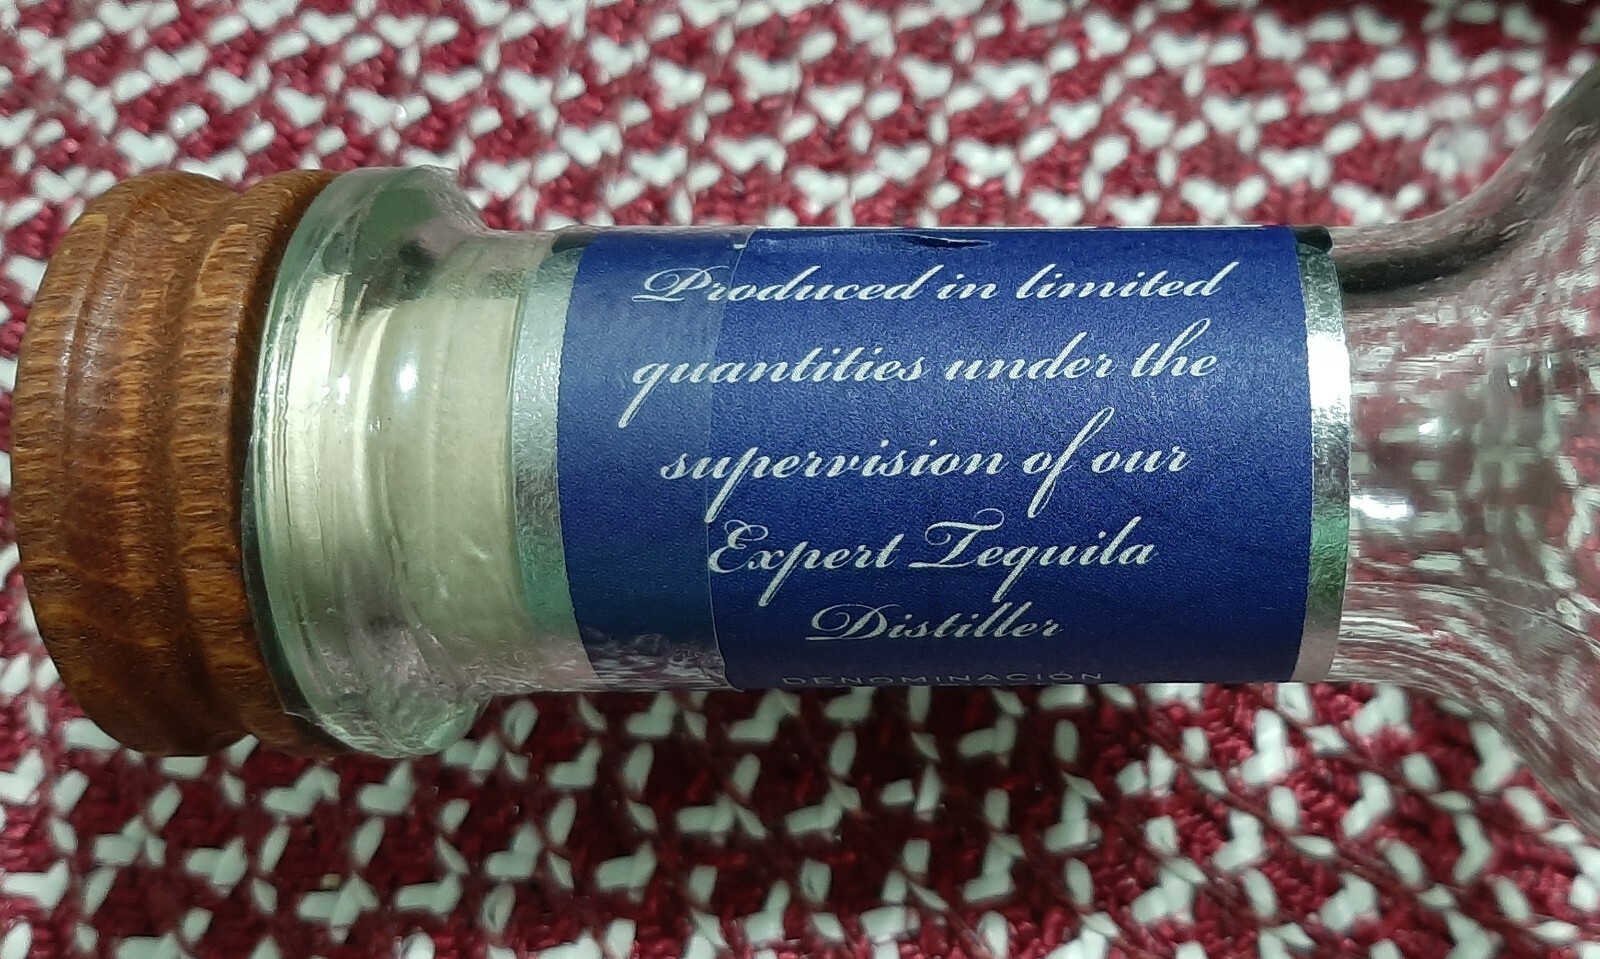 Produced in limited
quantities under the
supervision of our
Expert Tequila
Distiller
DENOMINACIÓN